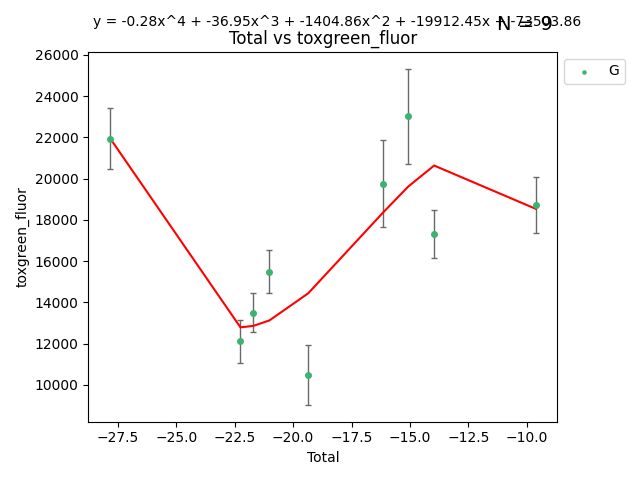 y = -0.28x^4 + -36.95x^3 + -1404.86x^2 + -19912.45x + -73593.86
N = 9
Total vs toxgreen_fluor
G
26000
24000
22000
20000
18000
16000
14000
12000
10000
toxgreen_fluor
−27.5 −25.0 −22.5 −20.0 −17.5 −15.0 −12.5 −10.0
Total